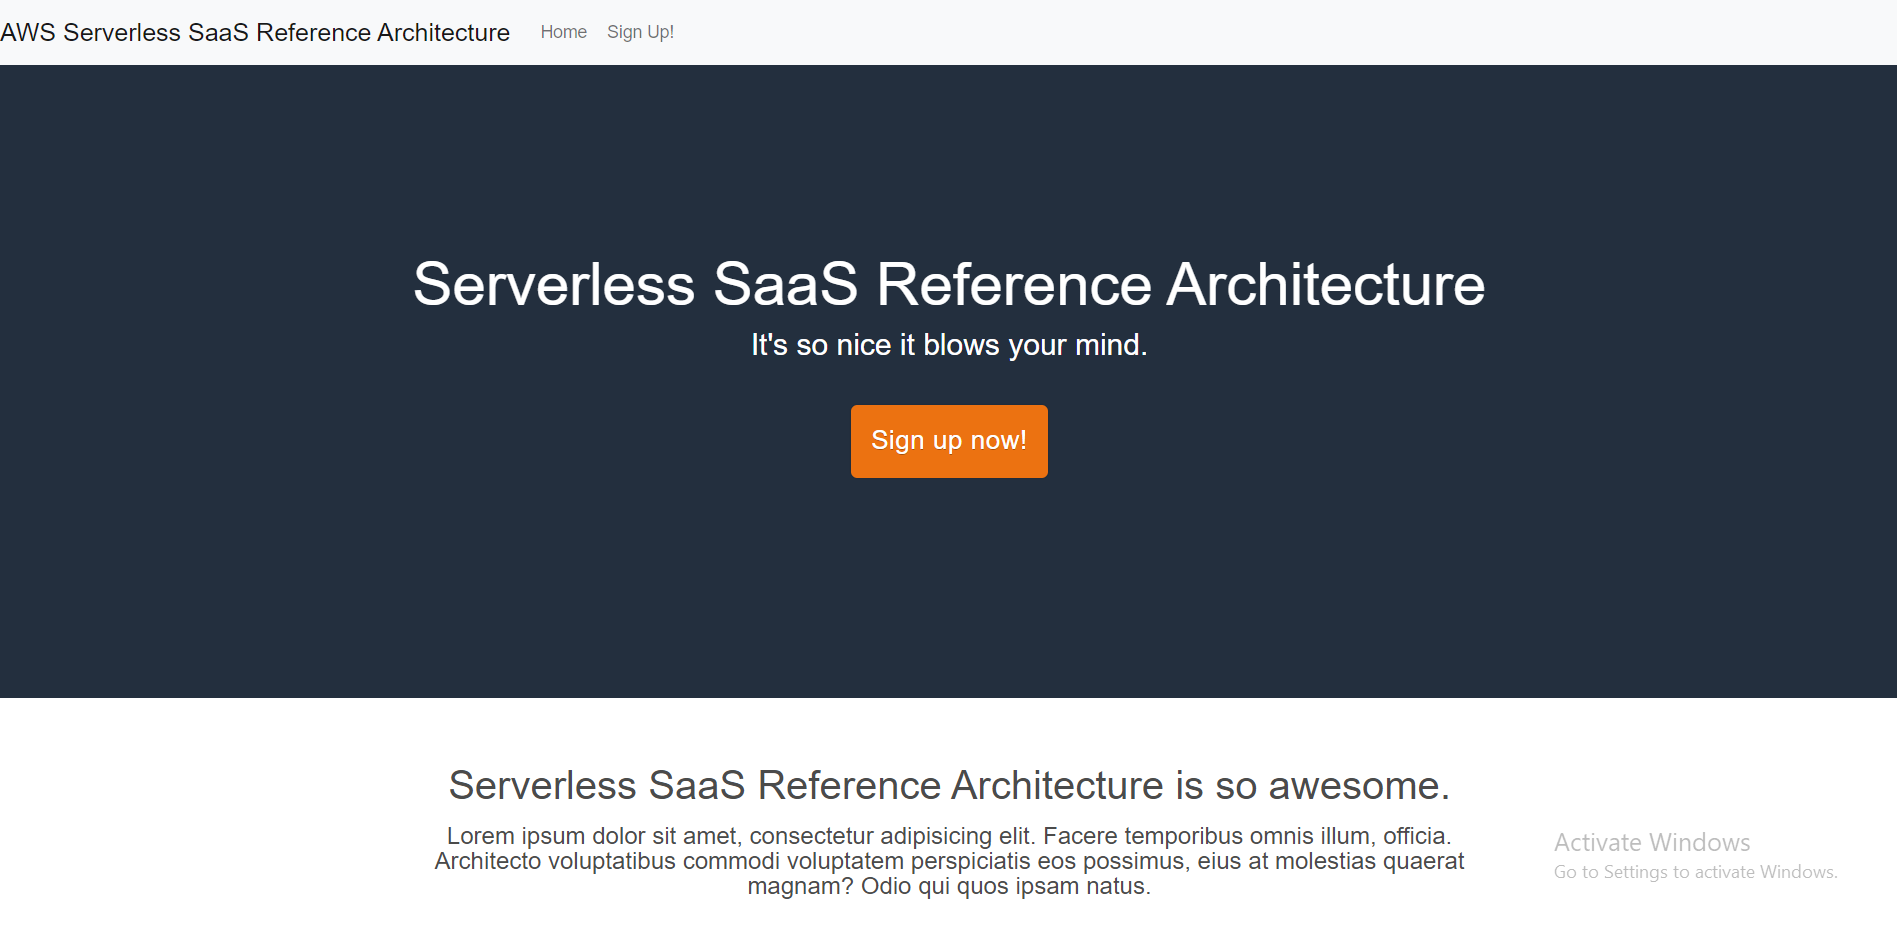 AWS Serverless SaaS Reference Architecture Home Sign Up!
Serverless SaaS Reference Architecture
It's so nice it blows your mind.
Sign up now!
Serverless SaaS Reference Architecture is so awesome.
Lorem ipsum dolor sit amet, consectetur adipisicing elit. Facere temporibus omnis illum, officia.
Architecto voluptatibus commodi voluptatem perspiciatis eos possimus, eius at molestias quaerat
magnam? Odio qui quos ipsam natus.
Activate Windows
Go to Settings to activate Windows.